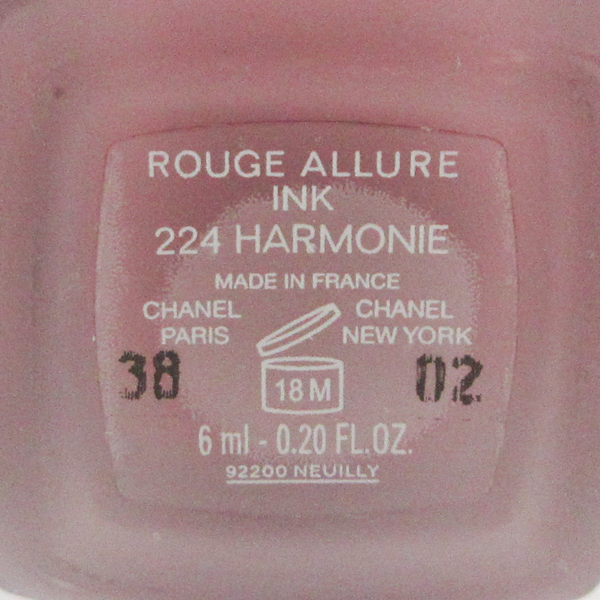 ROUGE ALLURE
INK
224 HARMONIE
MADE IN FRANCE
CHANEL
PARIS
CHANEL
NEW YORK
38
02
18 M
6 ml - 0.20 FL.OZ.
92200 NEUILLY